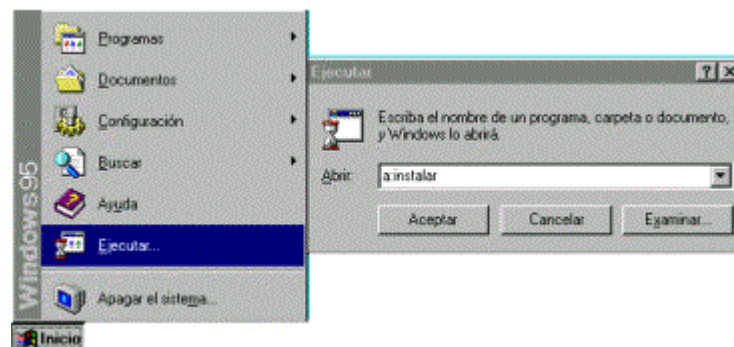 Windows95
Programas
Documentos
Configuración
Buscar
Ayuda
Ejecutar...
Apagar el sistema...
Inicio
Ejecutar
Escriba el nombre de un programa, carpeta o documento,
y Windows lo abrirá.
Abrir: a:instalar
Aceptar Cancelar Examinar...